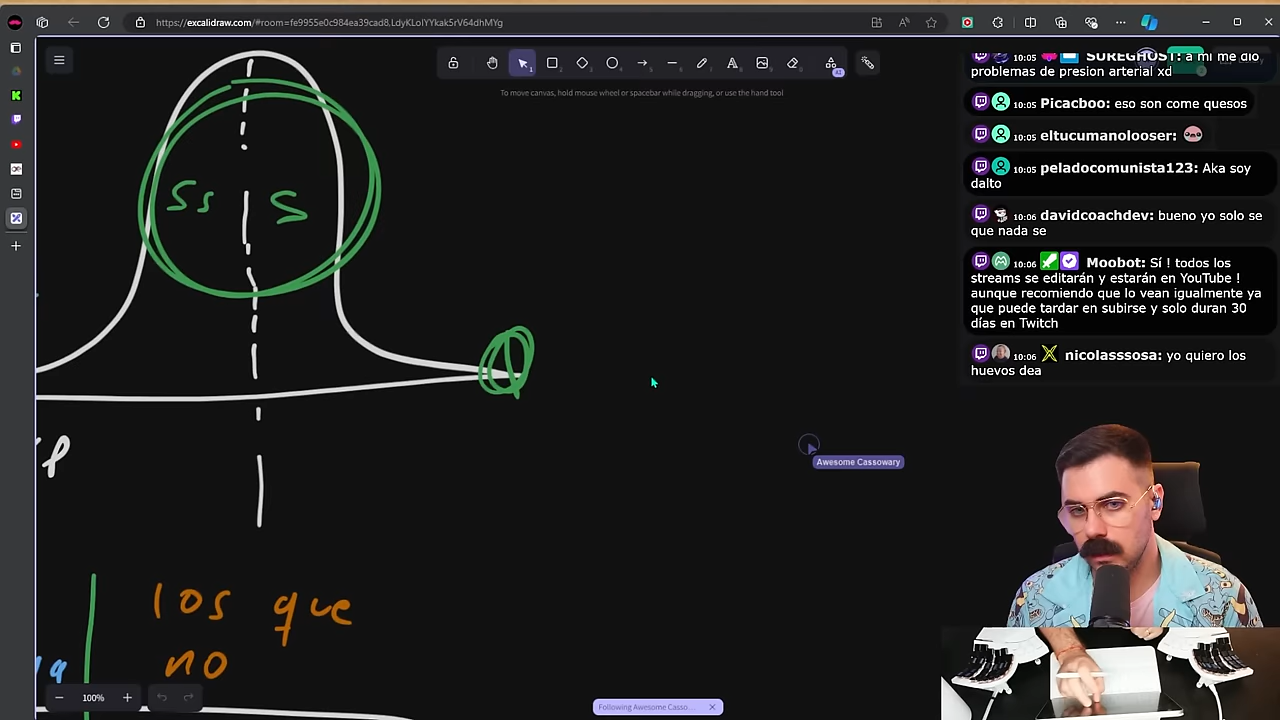 https://excalidraw.com/#room=fe9955e0c984ea39cad8.LdyKLoIYYkak5rV64dhMYg
To move canvas, hold mouse wheel or spacebar while dragging, or use the hand tool
10:05 SUREGHOST: a mi me dio
problemas de presion arterial xd
10:05 Picacboo: eso son come quesos
10:05 eltucumanolooser:
10:05 peladocomunista123: Aka soy
dalto
10:06 davidcoachdev: bueno yo solo se
que nada se
10:06 Moobot: Sí ! todos los
streams se editarán y estarán en YouTube !
aunque recomiendo que lo vean igualmente ya
que puede tardar en subirse y solo duran 30
días en Twitch
10:06 nicolasssosa: yo quiero los
huevos dea
Ss S
Awesome Cassowary
los que
no
100%
Following Awesome Casso...